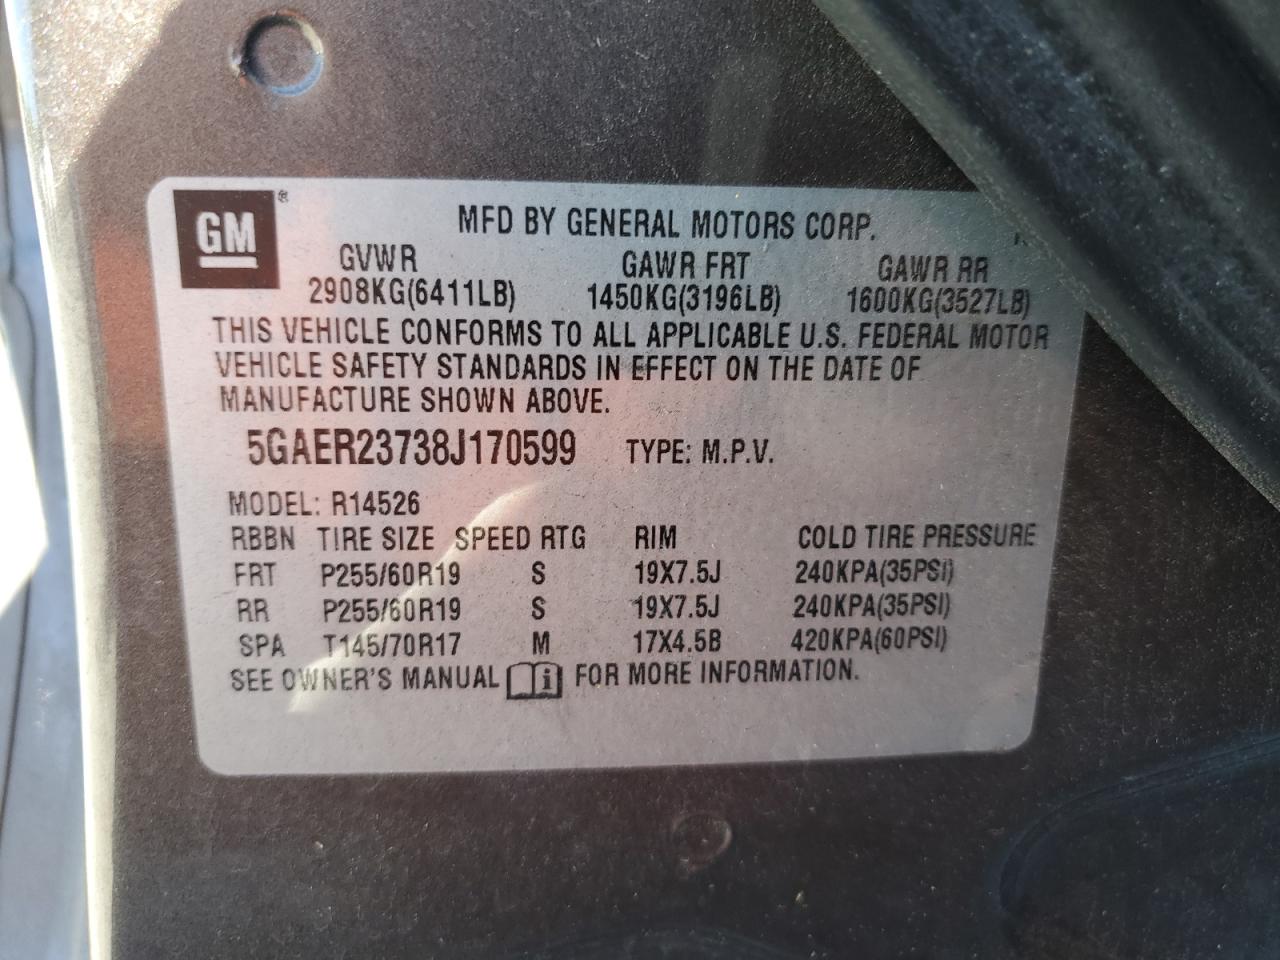 GM ®
MFD BY GENERAL MOTORS CORP.
GVWR GAWR FRT GAWR RR
2908KG(6411LB) 1450KG(3196LB) 1600KG(3527LB)
THIS VEHICLE CONFORMS TO ALL APPLICABLE U.S. FEDERAL MOTOR
VEHICLE SAFETY STANDARDS IN EFFECT ON THE DATE OF
MANUFACTURE SHOWN ABOVE.
5GAER23738J170599 TYPE: M.P.V.
MODEL: R14526
RBBN TIRE SIZE SPEED RTG RIM COLD TIRE PRESSURE
FRT P255/60R19 S 19X7.5J 240KPA(35PSI)
RR P255/60R19 S 19X7.5J 240KPA(35PSI)
SPA T145/70R17 M 17X4.5B 420KPA(60PSI)
SEE OWNER'S MANUAL i FOR MORE INFORMATION.